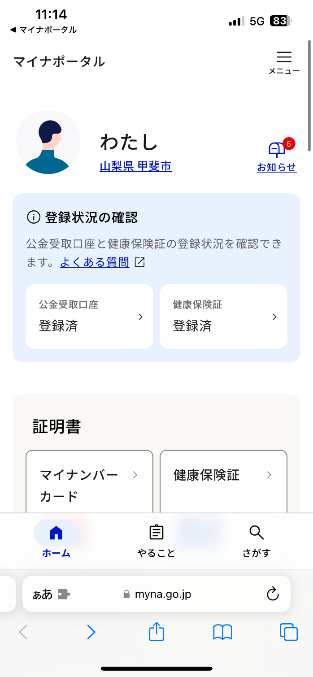 11:14
5G 83
◀ マイナポータル
マイナポータル
メニュー
わたし
山梨県 甲斐市
6
お知らせ
登録状況の確認
公金受取口座と健康保険証の登録状況を確認でき
ます。よくある質問
公金受取口座
登録済
健康保険証
登録済
証明書
マイナンバー
カード
健康保険証
ホーム
やること
さがす
ぁあ
myna.go.jp